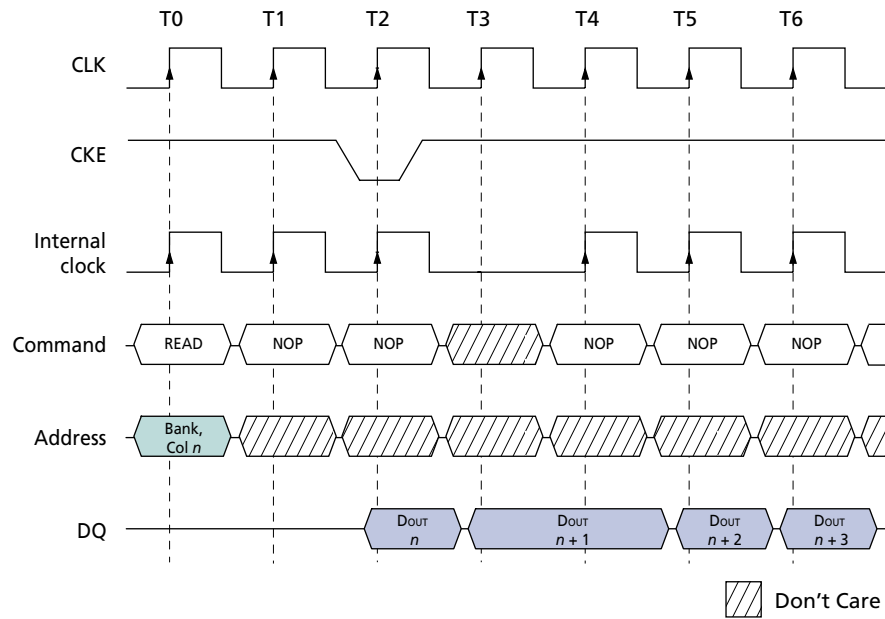 T0 T1 T2 T3 T4 T5 T6
CLK
CKE
Internal
clock
Command READ NOP NOP NOP NOP NOP
Address Bank,
Col n
DQ DOUT DOUT DOUT DOUT
n n + 1 n + 2 n + 3
Don't Care